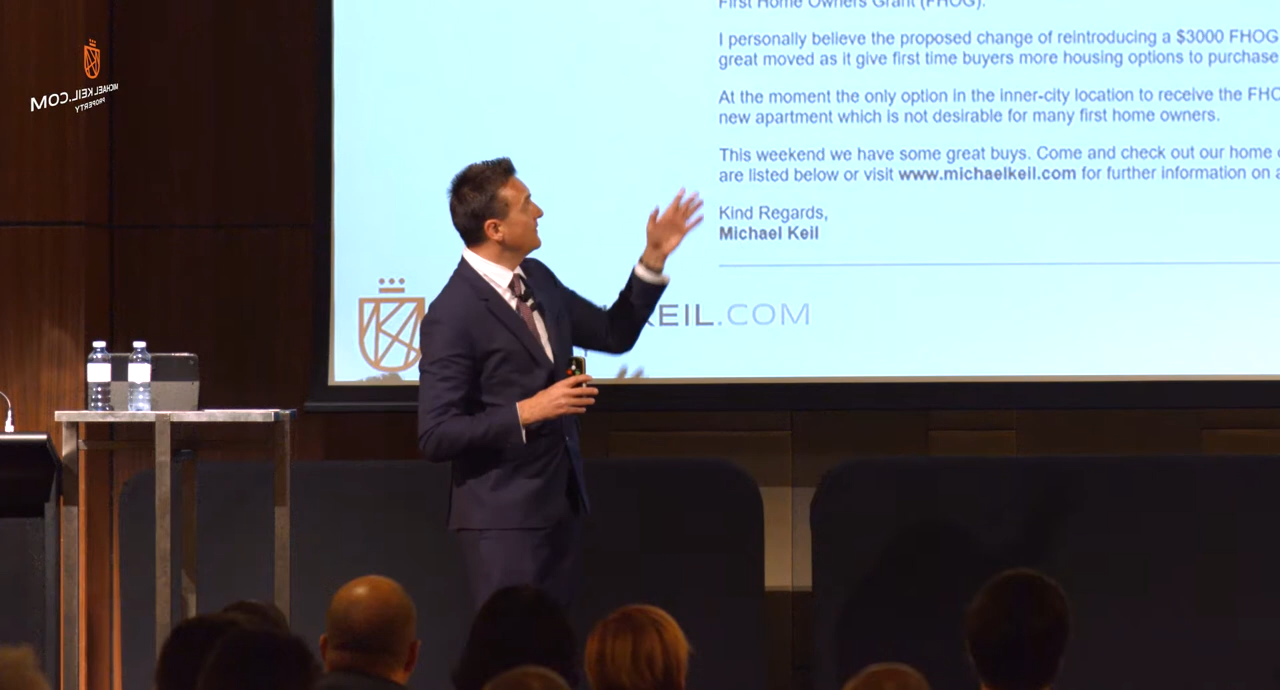 MICHAELKEIL.COM
PROPERTY
First Home Owners Grant (FHOG).
I personally believe the proposed change of reintroducing a $3000 FHOG
great moved as it give first time buyers more housing options to purchase
At the moment the only option in the inner-city location to receive the FHO
new apartment which is not desirable for many first home owners.
This weekend we have some great buys. Come and check out our home
are listed below or visit www.michaelkeil.com for further information on a
Kind Regards,
Michael Keil
KEIL.COM